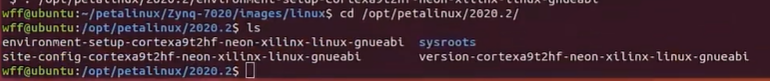 wff@ubuntu:~/petalinux/Zynq-7020/images/linux$ cd /opt/petalinux/2020.2/
wff@ubuntu:/opt/petalinux/2020.2$ ls
environment-setup-cortexa9t2hf-neon-xilinx-linux-gnueabi sysroots
site-config-cortexa9t2hf-neon-xilinx-linux-gnueabi version-cortexa9t2hf-neon-xilinx-linux-gnueabi
wff@ubuntu:/opt/petalinux/2020.2$